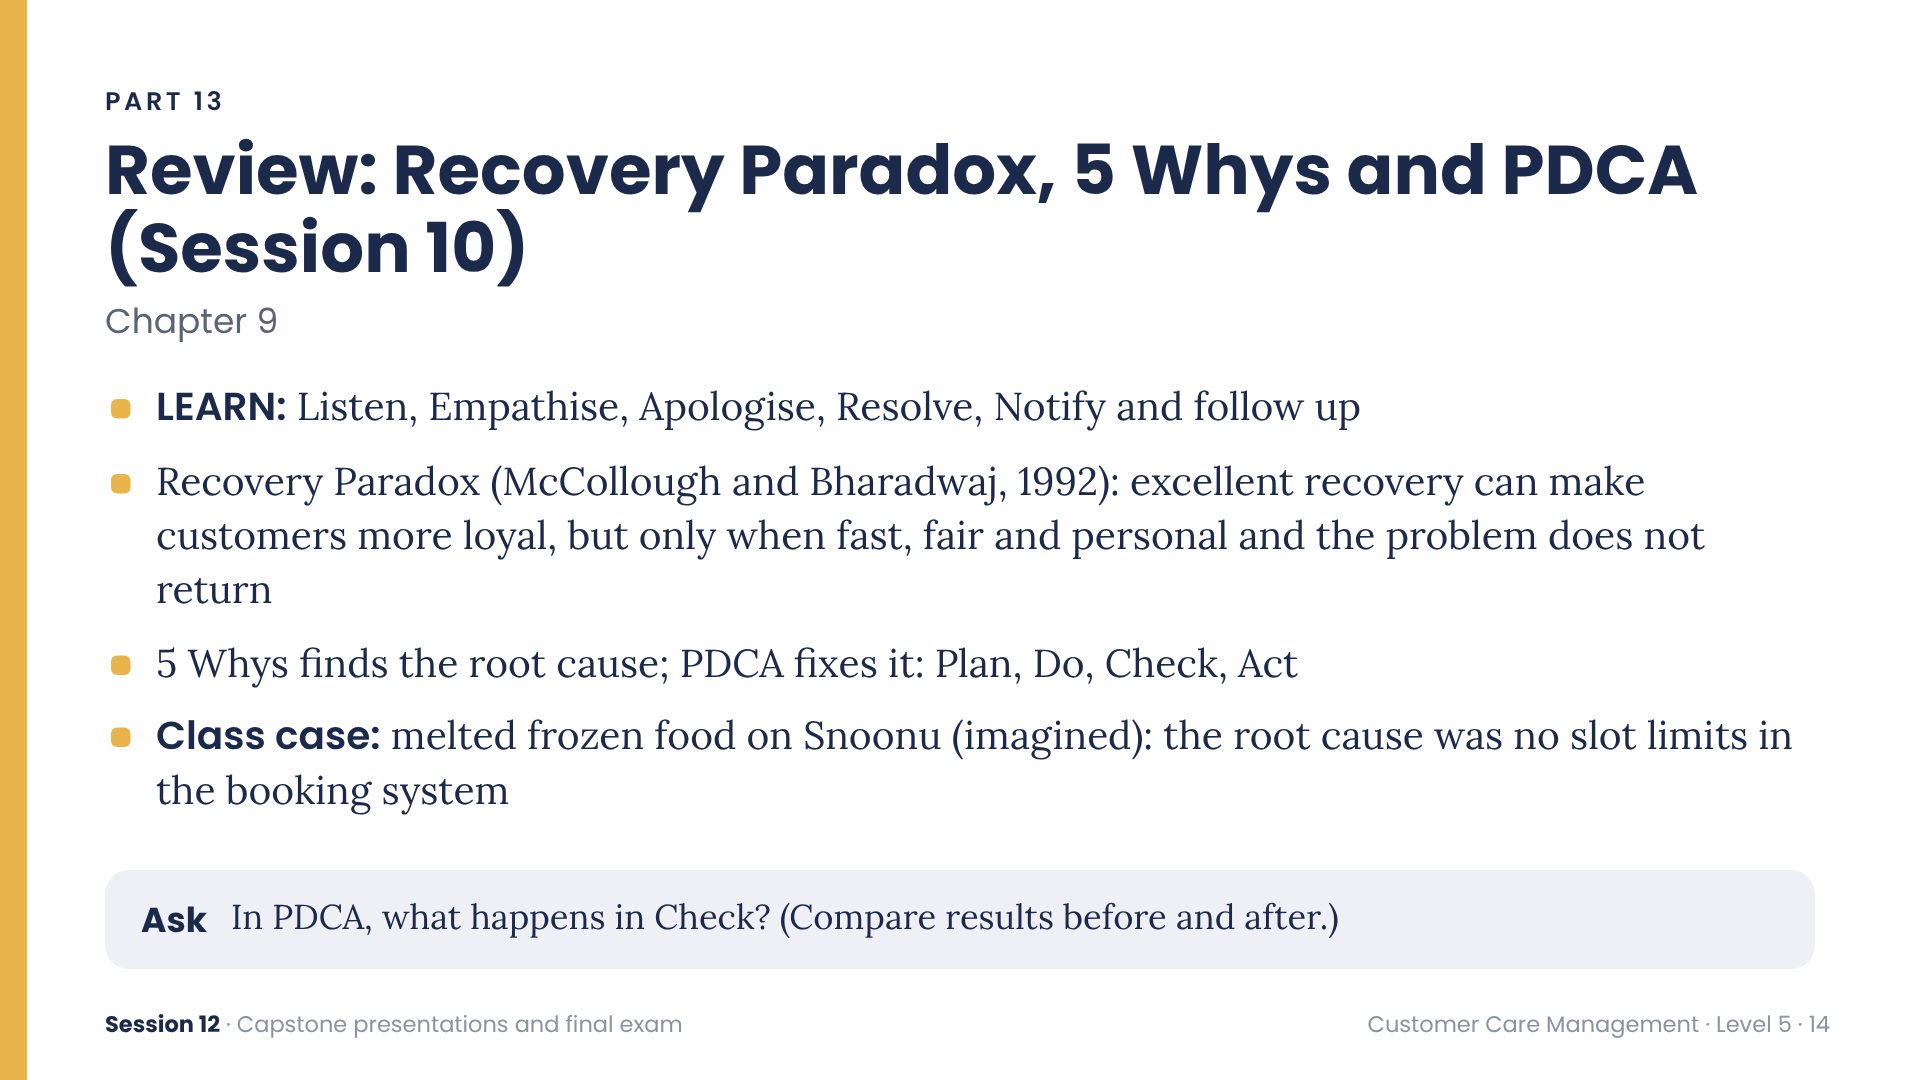 PART 13
Review: Recovery Paradox, 5 Whys and PDCA
(Session 10)
Chapter 9
LEARN: Listen, Empathise, Apologise, Resolve, Notify and follow up
Recovery Paradox (McCollough and Bharadwaj, 1992): excellent recovery can make
customers more loyal, but only when fast, fair and personal and the problem does not
return
5 Whys finds the root cause; PDCA fixes it: Plan, Do, Check, Act
Class case: melted frozen food on Snoonu (imagined): the root cause was no slot limits in
the booking system
Ask In PDCA, what happens in Check? (Compare results before and after.)
Session 12 · Capstone presentations and final exam
Customer Care Management · Level 5 · 14